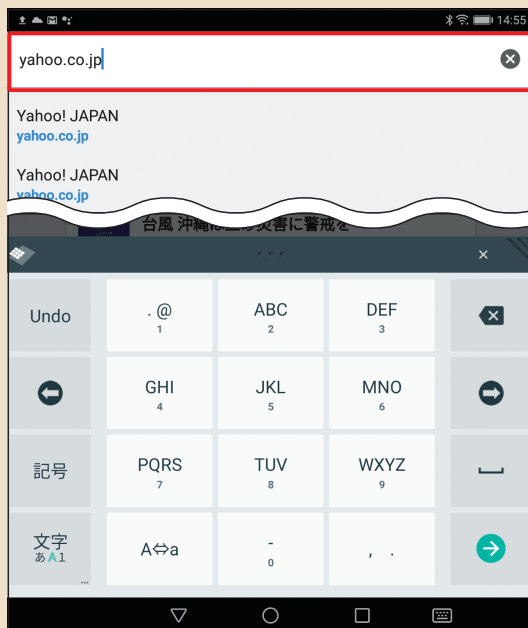 14:55
yahoo.co.jp
Yahoo! JAPAN
yahoo.co.jp
Yahoo! JAPAN
yahoo.co.jp
台風 沖縄
災害に警戒を
Undo
. @
1
ABC
2
DEF
3
GHI
4
JKL
5
MNO
6
記号
PQRS
7
TUV
8
WXYZ
9
文字
あA1
...
A⇔a
-
0
, .